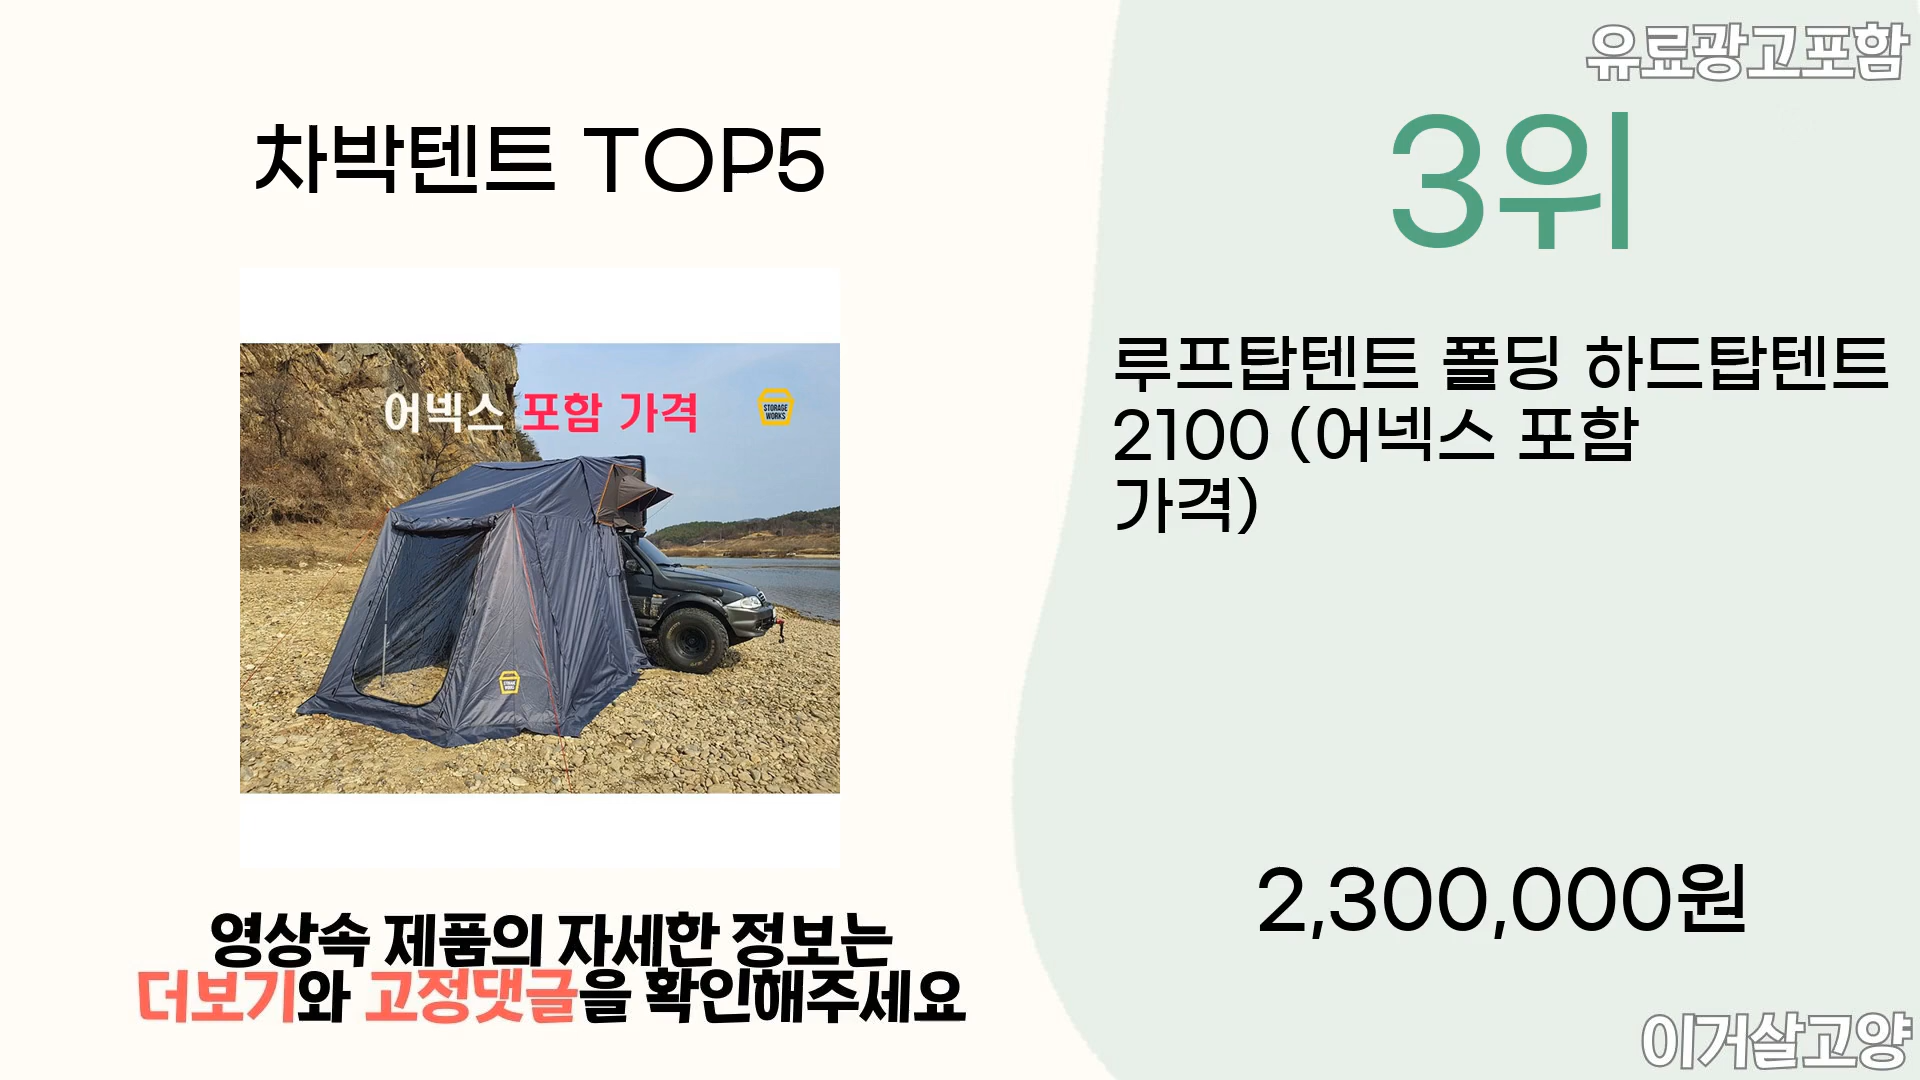 유료광고포함
차박텐트 TOP5
3위
어넥스 포함 가격
STORAGE
WORKS
루프탑텐트 폴딩 하드탑텐트
2100 (어넥스 포함
가격)
STORAGE
WORKS
2,300,000원
영상속 제품의 자세한 정보는
더보기와 고정댓글을 확인해주세요
이거살고양